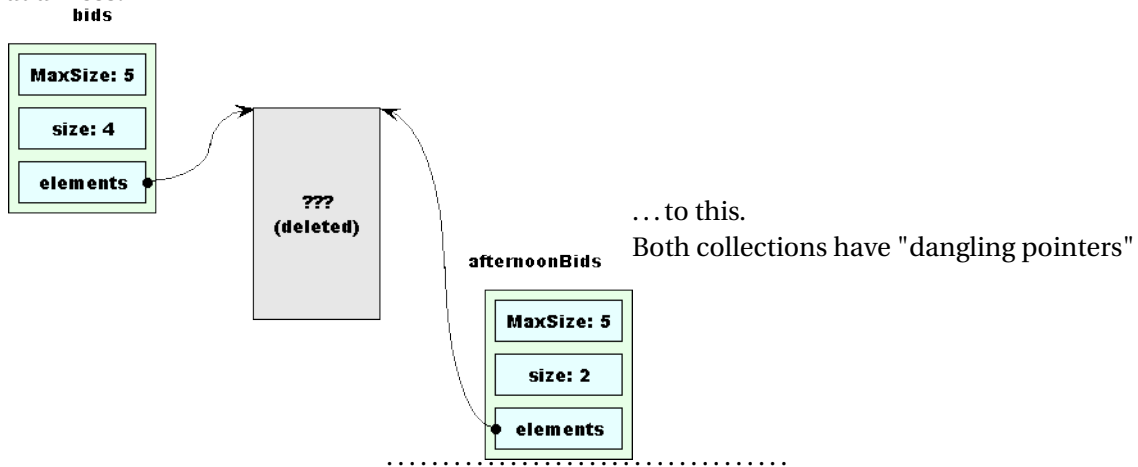 bids
MaxSize: 5
size: 4
elements
???
(deleted)
...to this.
Both collections have "dangling pointers"
afternoonBids
MaxSize: 5
size: 2
elements